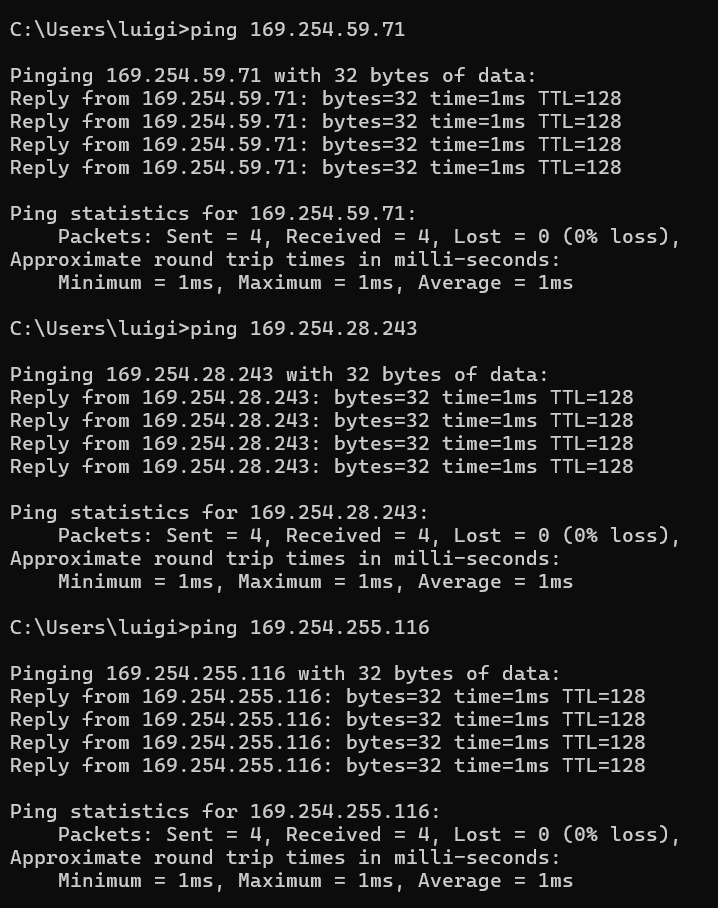 C:\Users\luigi>ping 169.254.59.71
Pinging 169.254.59.71 with 32 bytes of data:
Reply from 169.254.59.71: bytes=32 time=1ms TTL=128
Reply from 169.254.59.71: bytes=32 time=1ms TTL=128
Reply from 169.254.59.71: bytes=32 time=1ms TTL=128
Reply from 169.254.59.71: bytes=32 time=1ms TTL=128
Ping statistics for 169.254.59.71:
    Packets: Sent = 4, Received = 4, Lost = 0 (0% loss),
Approximate round trip times in milli-seconds:
    Minimum = 1ms, Maximum = 1ms, Average = 1ms
C:\Users\luigi>ping 169.254.28.243
Pinging 169.254.28.243 with 32 bytes of data:
Reply from 169.254.28.243: bytes=32 time=1ms TTL=128
Reply from 169.254.28.243: bytes=32 time=1ms TTL=128
Reply from 169.254.28.243: bytes=32 time=1ms TTL=128
Reply from 169.254.28.243: bytes=32 time=1ms TTL=128
Ping statistics for 169.254.28.243:
    Packets: Sent = 4, Received = 4, Lost = 0 (0% loss),
Approximate round trip times in milli-seconds:
    Minimum = 1ms, Maximum = 1ms, Average = 1ms
C:\Users\luigi>ping 169.254.255.116
Pinging 169.254.255.116 with 32 bytes of data:
Reply from 169.254.255.116: bytes=32 time=1ms TTL=128
Reply from 169.254.255.116: bytes=32 time=1ms TTL=128
Reply from 169.254.255.116: bytes=32 time=1ms TTL=128
Reply from 169.254.255.116: bytes=32 time=1ms TTL=128
Ping statistics for 169.254.255.116:
    Packets: Sent = 4, Received = 4, Lost = 0 (0% loss),
Approximate round trip times in milli-seconds:
    Minimum = 1ms, Maximum = 1ms, Average = 1ms